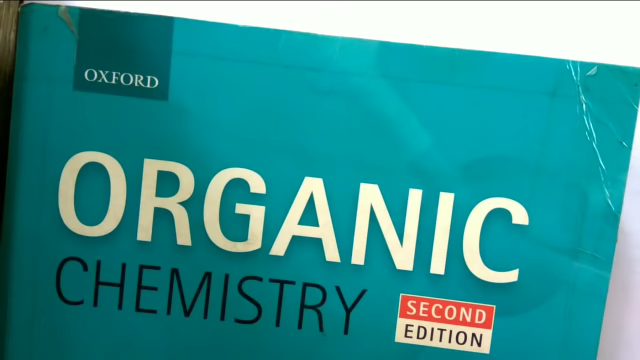 OXFORD
ORGANIC
CHEMISTRY
SECOND
EDITION